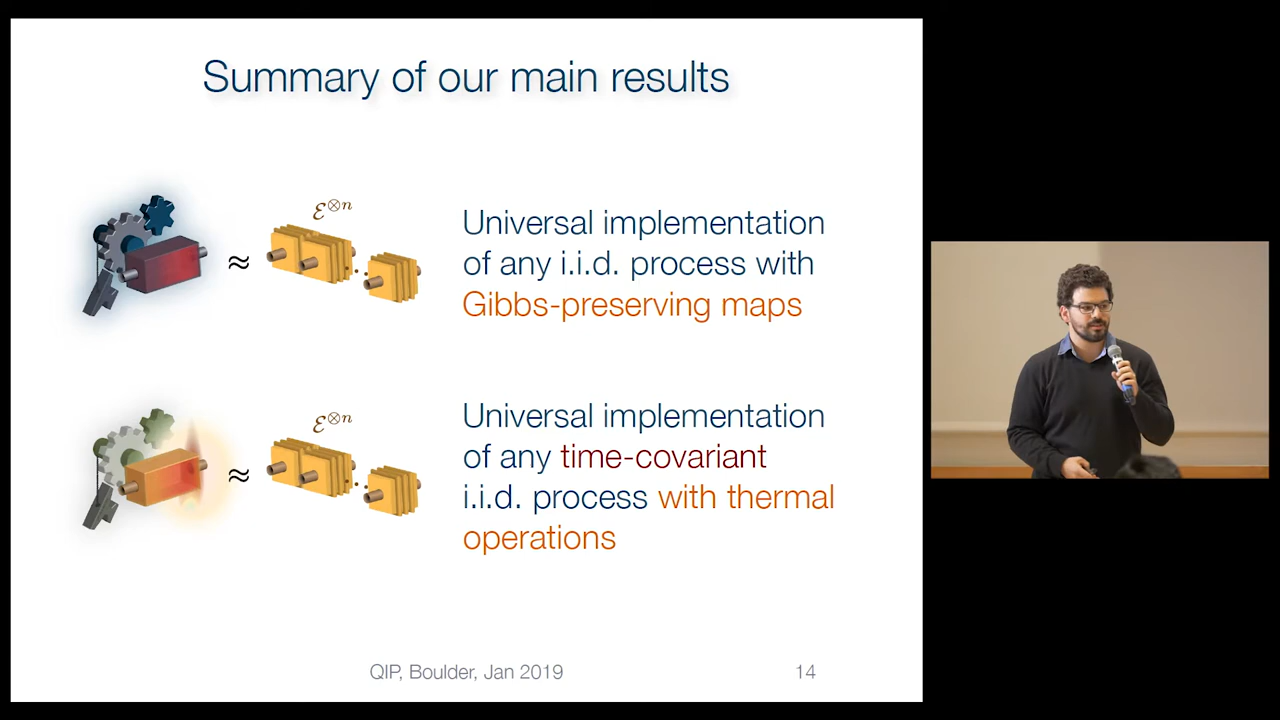 Summary of our main results
≈
ℰ⊗n
Universal implementation
of any i.i.d. process with
Gibbs-preserving maps
≈
ℰ⊗n
Universal implementation
of any time-covariant
i.i.d. process with thermal
operations
QIP, Boulder, Jan 2019
14